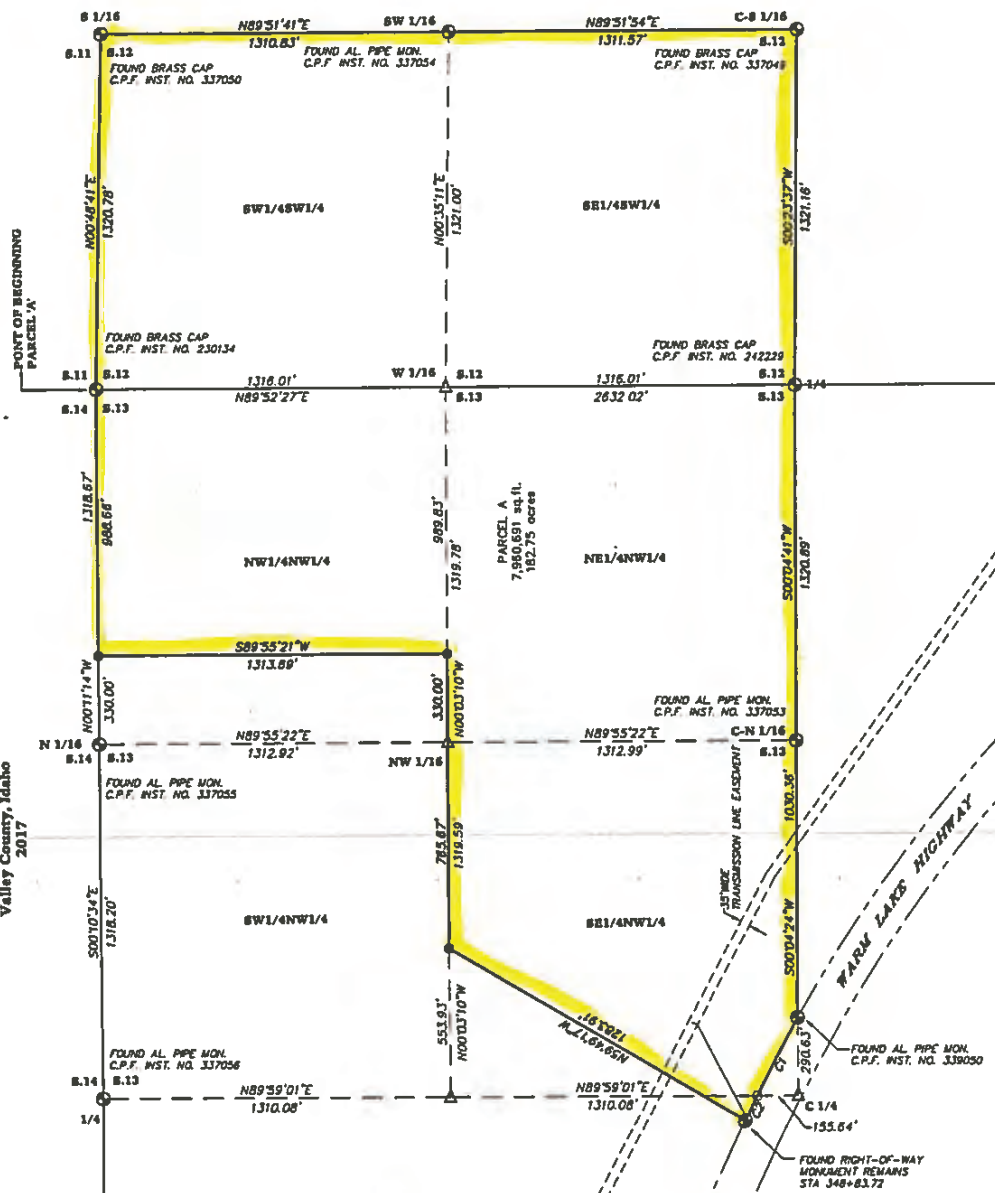 S 1/16
N89°51'41"E
1310.83'
SW 1/16
N89°51'54"E
1311.57'
C-S 1/16
S.11
S.12
FOUND BRASS CAP
C.P.F. INST. NO. 337050
FOUND AL. PIPE MON.
C.P.F. INST. NO. 337054
FOUND BRASS CAP
C.P.F. INST. NO. 337049
S.12
N00°48'41"E
1320.78'
SW1/4SW1/4
N00°35'11"E
1321.00'
SE1/4SW1/4
S00°23'37"W
1321.16'
PONT OF BEGINNING
PARCEL 'A'
FOUND BRASS CAP
C.P.F. INST. NO. 230134
FOUND BRASS CAP
C.P.F. INST. NO. 242229
S.11
S.12
1316.01'
N89°52'27"E
W 1/16
S.12
S.13
1316.01'
2632.02'
S.12
1/4
S.13
S.14
S.13
1318.67'
988.66'
NW1/4NW1/4
989.83'
1319.78'
PARCEL A
7,960,691 sq.ft.
182.75 acres
NE1/4NW1/4
S00°04'41"W
1320.89'
S89°55'21"W
1313.89'
N00°11'14"W
330.00'
330.00'
N00°03'10"W
FOUND AL. PIPE MON.
C.P.F. INST. NO. 337053
N 1/16
S.14
S.13
N89°55'22"E
1312.92'
NW 1/16
N89°55'22"E
1312.99'
C-N 1/16
S.13
FOUND AL. PIPE MON.
C.P.F. INST. NO. 337055
Valley County, Idaho
2017
S00°10'34"E
1318.20'
SW1/4NW1/4
765.67'
1319.59'
SE1/4NW1/4
35' WIDE
TRANSMISSION LINE EASEMENT
1030.36'
S00°04'24"W
WARM LAKE HIGHWAY
553.93'
N00°03'10"W
1283.91'
N59°49'17"W
C1
290.63'
FOUND AL. PIPE MON.
C.P.F. INST. NO. 339050
FOUND AL. PIPE MON.
C.P.F. INST. NO. 337056
S.14
S.13
1/4
N89°59'01"E
1310.08'
N89°59'01"E
1310.08'
C2
C 1/4
155.64'
FOUND RIGHT-OF-WAY
MONUMENT REMAINS
STA 348+83.72